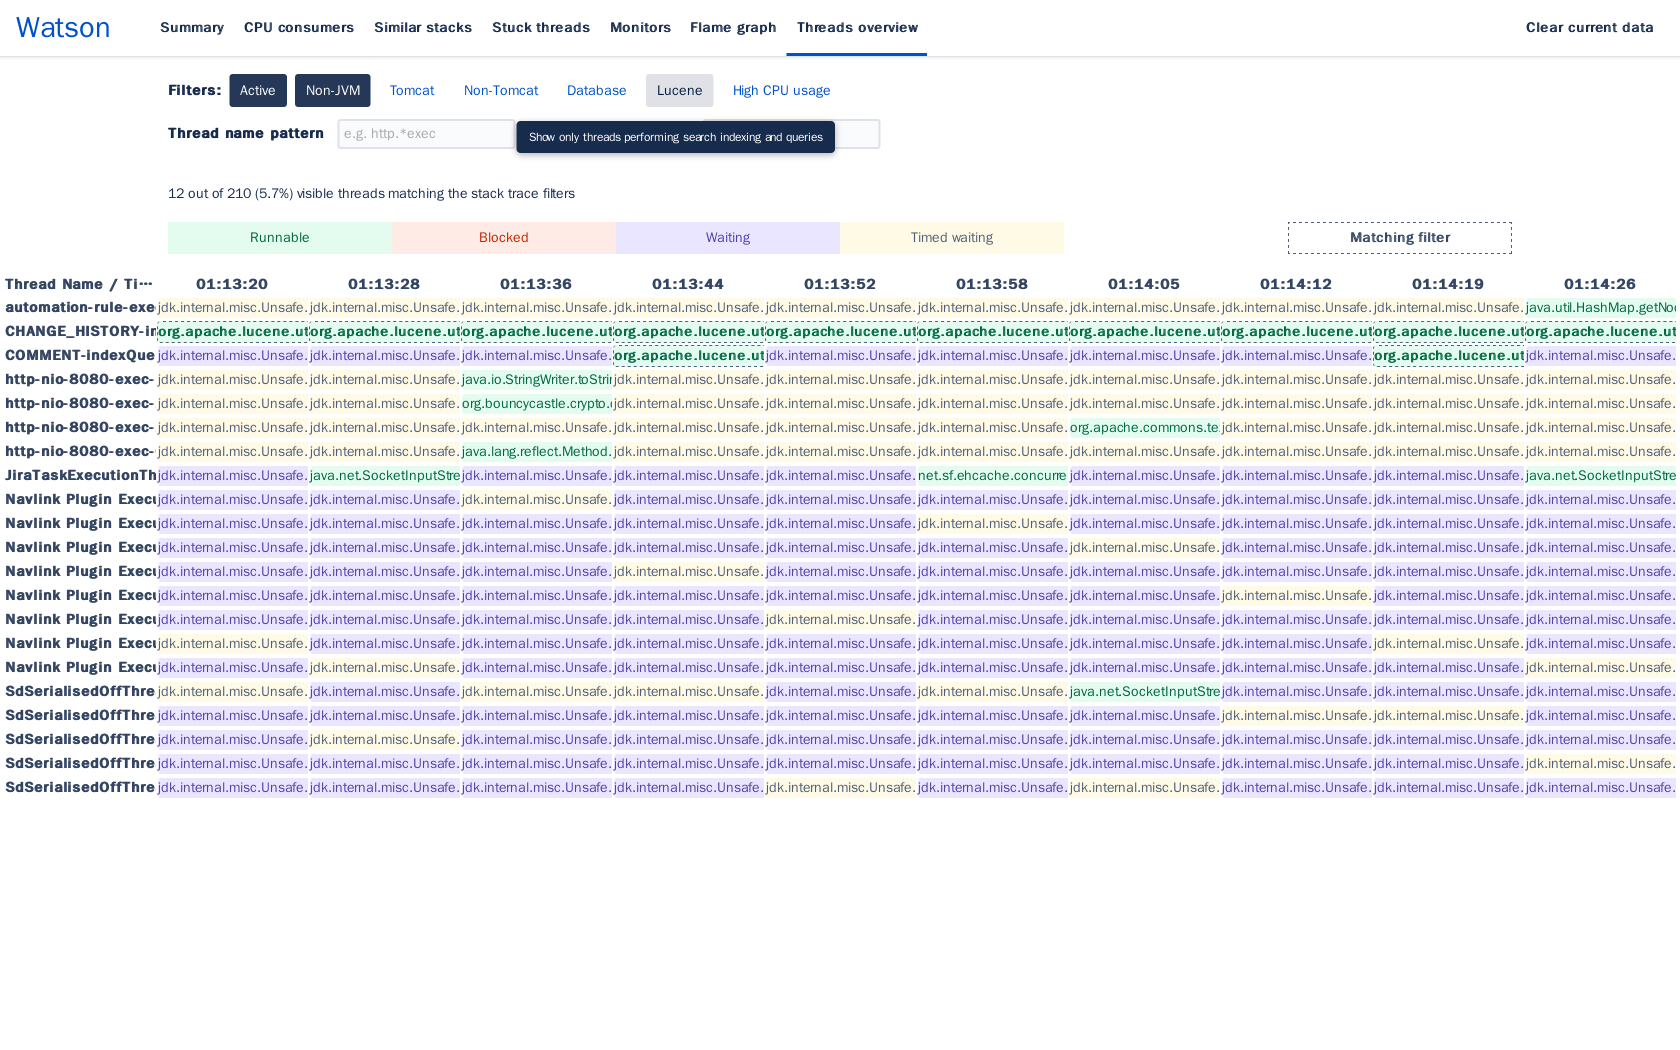 Watson Summary CPU consumers Similar stacks Stuck threads Monitors Flame graph Threads overview Clear current data
Filters: Active Non-JVM Tomcat Non-Tomcat Database Lucene High CPU usage
Thread name pattern e.g. http.*exec Show only threads performing search indexing and queries
12 out of 210 (5.7%) visible threads matching the stack trace filters
Runnable Blocked Waiting Timed waiting Matching filter
Thread Name / Ti··· 01:13:20 01:13:28 01:13:36 01:13:44 01:13:52 01:13:58 01:14:05 01:14:12 01:14:19 01:14:26
automation-rule-exe jdk.internal.misc.Unsafe. jdk.internal.misc.Unsafe. jdk.internal.misc.Unsafe. jdk.internal.misc.Unsafe. jdk.internal.misc.Unsafe. jdk.internal.misc.Unsafe. jdk.internal.misc.Unsafe. jdk.internal.misc.Unsafe. jdk.internal.misc.Unsafe. java.util.HashMap.getNo
CHANGE_HISTORY-in org.apache.lucene.ut org.apache.lucene.ut org.apache.lucene.ut org.apache.lucene.ut org.apache.lucene.ut org.apache.lucene.ut org.apache.lucene.ut org.apache.lucene.ut org.apache.lucene.ut org.apache.lucene.ut
COMMENT-indexQue jdk.internal.misc.Unsafe. jdk.internal.misc.Unsafe. jdk.internal.misc.Unsafe. org.apache.lucene.ut jdk.internal.misc.Unsafe. jdk.internal.misc.Unsafe. jdk.internal.misc.Unsafe. jdk.internal.misc.Unsafe. org.apache.lucene.ut jdk.internal.misc.Unsafe.
http-nio-8080-exec- jdk.internal.misc.Unsafe. jdk.internal.misc.Unsafe. java.io.StringWriter.toStri jdk.internal.misc.Unsafe. jdk.internal.misc.Unsafe. jdk.internal.misc.Unsafe. jdk.internal.misc.Unsafe. jdk.internal.misc.Unsafe. jdk.internal.misc.Unsafe. jdk.internal.misc.Unsafe.
http-nio-8080-exec- jdk.internal.misc.Unsafe. jdk.internal.misc.Unsafe. org.bouncycastle.crypto. jdk.internal.misc.Unsafe. jdk.internal.misc.Unsafe. jdk.internal.misc.Unsafe. jdk.internal.misc.Unsafe. jdk.internal.misc.Unsafe. jdk.internal.misc.Unsafe. jdk.internal.misc.Unsafe.
http-nio-8080-exec- jdk.internal.misc.Unsafe. jdk.internal.misc.Unsafe. jdk.internal.misc.Unsafe. jdk.internal.misc.Unsafe. jdk.internal.misc.Unsafe. jdk.internal.misc.Unsafe. org.apache.commons.te jdk.internal.misc.Unsafe. jdk.internal.misc.Unsafe. jdk.internal.misc.Unsafe.
http-nio-8080-exec- jdk.internal.misc.Unsafe. jdk.internal.misc.Unsafe. java.lang.reflect.Method. jdk.internal.misc.Unsafe. jdk.internal.misc.Unsafe. jdk.internal.misc.Unsafe. jdk.internal.misc.Unsafe. jdk.internal.misc.Unsafe. jdk.internal.misc.Unsafe. jdk.internal.misc.Unsafe.
JiraTaskExecutionTh jdk.internal.misc.Unsafe. java.net.SocketInputStre jdk.internal.misc.Unsafe. jdk.internal.misc.Unsafe. jdk.internal.misc.Unsafe. net.sf.ehcache.concurre jdk.internal.misc.Unsafe. jdk.internal.misc.Unsafe. jdk.internal.misc.Unsafe. java.net.SocketInputStre
Navlink Plugin Execu jdk.internal.misc.Unsafe. jdk.internal.misc.Unsafe. jdk.internal.misc.Unsafe. jdk.internal.misc.Unsafe. jdk.internal.misc.Unsafe. jdk.internal.misc.Unsafe. jdk.internal.misc.Unsafe. jdk.internal.misc.Unsafe. jdk.internal.misc.Unsafe. jdk.internal.misc.Unsafe.
Navlink Plugin Execu jdk.internal.misc.Unsafe. jdk.internal.misc.Unsafe. jdk.internal.misc.Unsafe. jdk.internal.misc.Unsafe. jdk.internal.misc.Unsafe. jdk.internal.misc.Unsafe. jdk.internal.misc.Unsafe. jdk.internal.misc.Unsafe. jdk.internal.misc.Unsafe. jdk.internal.misc.Unsafe.
Navlink Plugin Execu jdk.internal.misc.Unsafe. jdk.internal.misc.Unsafe. jdk.internal.misc.Unsafe. jdk.internal.misc.Unsafe. jdk.internal.misc.Unsafe. jdk.internal.misc.Unsafe. jdk.internal.misc.Unsafe. jdk.internal.misc.Unsafe. jdk.internal.misc.Unsafe. jdk.internal.misc.Unsafe.
Navlink Plugin Execu jdk.internal.misc.Unsafe. jdk.internal.misc.Unsafe. jdk.internal.misc.Unsafe. jdk.internal.misc.Unsafe. jdk.internal.misc.Unsafe. jdk.internal.misc.Unsafe. jdk.internal.misc.Unsafe. jdk.internal.misc.Unsafe. jdk.internal.misc.Unsafe. jdk.internal.misc.Unsafe.
Navlink Plugin Execu jdk.internal.misc.Unsafe. jdk.internal.misc.Unsafe. jdk.internal.misc.Unsafe. jdk.internal.misc.Unsafe. jdk.internal.misc.Unsafe. jdk.internal.misc.Unsafe. jdk.internal.misc.Unsafe. jdk.internal.misc.Unsafe. jdk.internal.misc.Unsafe. jdk.internal.misc.Unsafe.
Navlink Plugin Execu jdk.internal.misc.Unsafe. jdk.internal.misc.Unsafe. jdk.internal.misc.Unsafe. jdk.internal.misc.Unsafe. jdk.internal.misc.Unsafe. jdk.internal.misc.Unsafe. jdk.internal.misc.Unsafe. jdk.internal.misc.Unsafe. jdk.internal.misc.Unsafe. jdk.internal.misc.Unsafe.
Navlink Plugin Execu jdk.internal.misc.Unsafe. jdk.internal.misc.Unsafe. jdk.internal.misc.Unsafe. jdk.internal.misc.Unsafe. jdk.internal.misc.Unsafe. jdk.internal.misc.Unsafe. jdk.internal.misc.Unsafe. jdk.internal.misc.Unsafe. jdk.internal.misc.Unsafe. jdk.internal.misc.Unsafe.
Navlink Plugin Execu jdk.internal.misc.Unsafe. jdk.internal.misc.Unsafe. jdk.internal.misc.Unsafe. jdk.internal.misc.Unsafe. jdk.internal.misc.Unsafe. jdk.internal.misc.Unsafe. jdk.internal.misc.Unsafe. jdk.internal.misc.Unsafe. jdk.internal.misc.Unsafe. jdk.internal.misc.Unsafe.
SdSerialisedOffThre jdk.internal.misc.Unsafe. jdk.internal.misc.Unsafe. jdk.internal.misc.Unsafe. jdk.internal.misc.Unsafe. jdk.internal.misc.Unsafe. jdk.internal.misc.Unsafe. java.net.SocketInputStre jdk.internal.misc.Unsafe. jdk.internal.misc.Unsafe. jdk.internal.misc.Unsafe.
SdSerialisedOffThre jdk.internal.misc.Unsafe. jdk.internal.misc.Unsafe. jdk.internal.misc.Unsafe. jdk.internal.misc.Unsafe. jdk.internal.misc.Unsafe. jdk.internal.misc.Unsafe. jdk.internal.misc.Unsafe. jdk.internal.misc.Unsafe. jdk.internal.misc.Unsafe. jdk.internal.misc.Unsafe.
SdSerialisedOffThre jdk.internal.misc.Unsafe. jdk.internal.misc.Unsafe. jdk.internal.misc.Unsafe. jdk.internal.misc.Unsafe. jdk.internal.misc.Unsafe. jdk.internal.misc.Unsafe. jdk.internal.misc.Unsafe. jdk.internal.misc.Unsafe. jdk.internal.misc.Unsafe. jdk.internal.misc.Unsafe.
SdSerialisedOffThre jdk.internal.misc.Unsafe. jdk.internal.misc.Unsafe. jdk.internal.misc.Unsafe. jdk.internal.misc.Unsafe. jdk.internal.misc.Unsafe. jdk.internal.misc.Unsafe. jdk.internal.misc.Unsafe. jdk.internal.misc.Unsafe. jdk.internal.misc.Unsafe. jdk.internal.misc.Unsafe.
SdSerialisedOffThre jdk.internal.misc.Unsafe. jdk.internal.misc.Unsafe. jdk.internal.misc.Unsafe. jdk.internal.misc.Unsafe. jdk.internal.misc.Unsafe. jdk.internal.misc.Unsafe. jdk.internal.misc.Unsafe. jdk.internal.misc.Unsafe. jdk.internal.misc.Unsafe. jdk.internal.misc.Unsafe.